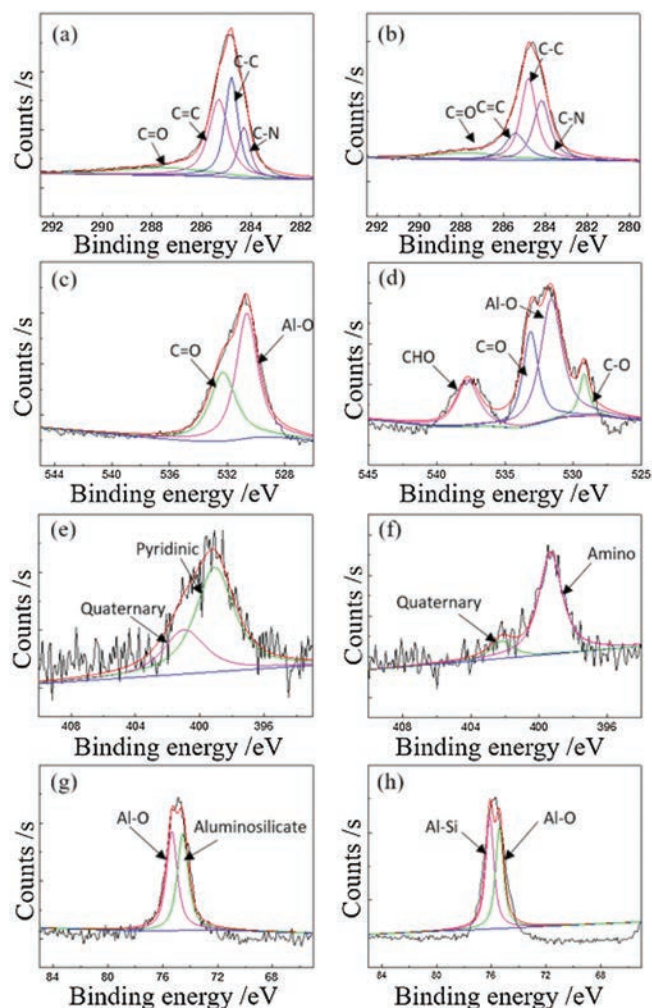 (a)
C-C
C=C
C=O
C-N
Counts /s
292 290 288 286 284 282
Binding energy /eV
(b)
C-C
C=C
C=O
C-N
Counts /s
292 290 288 286 284 282 280
Binding energy /eV
(c)
C=O
Al-O
Counts /s
544 540 536 532 528
Binding energy /eV
(d)
Al-O
C=O
CHO
C-O
Counts /s
545 540 535 530 525
Binding energy /eV
(e)
Pyridinic
Quaternary
Counts /s
408 404 400 396
Binding energy /eV
(f)
Amino
Quaternary
Counts /s
408 404 399 396
Binding energy /eV
(g)
Al-O
Aluminosilicate
Counts /s
84 80 76 72 68
Binding energy /eV
(h)
Al-Si
Al-O
Counts /s
84 80 76 72 68
Binding energy /eV